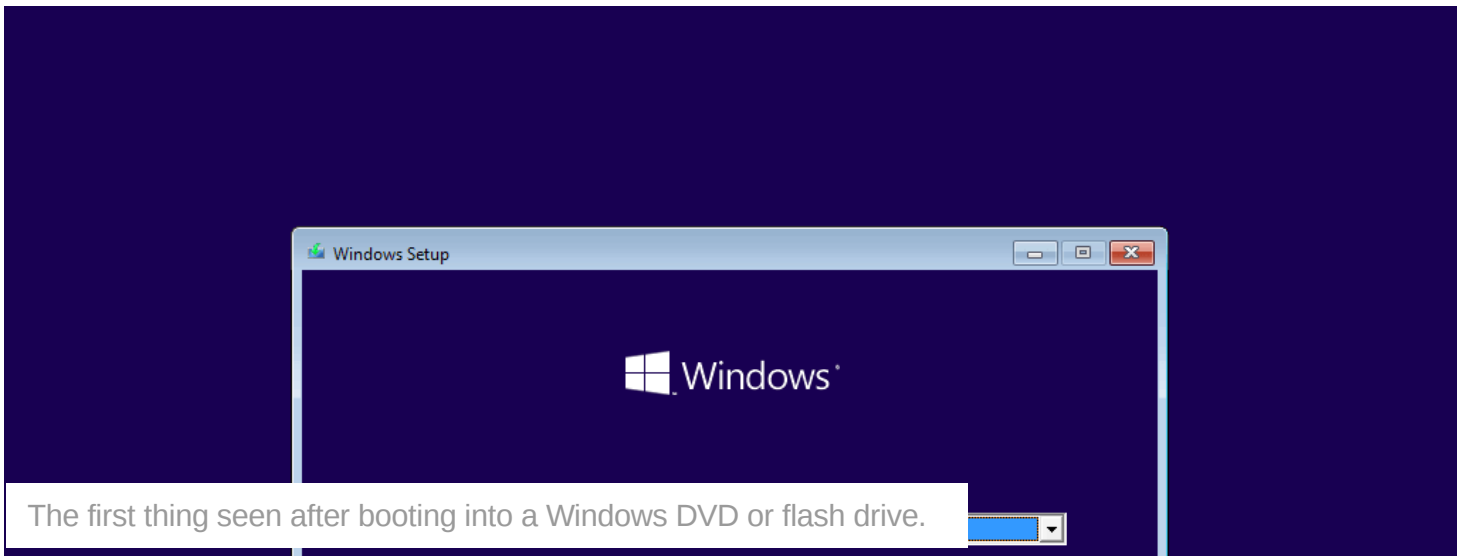 Windows Setup
Windows
The first thing seen after booting into a Windows DVD or flash drive.